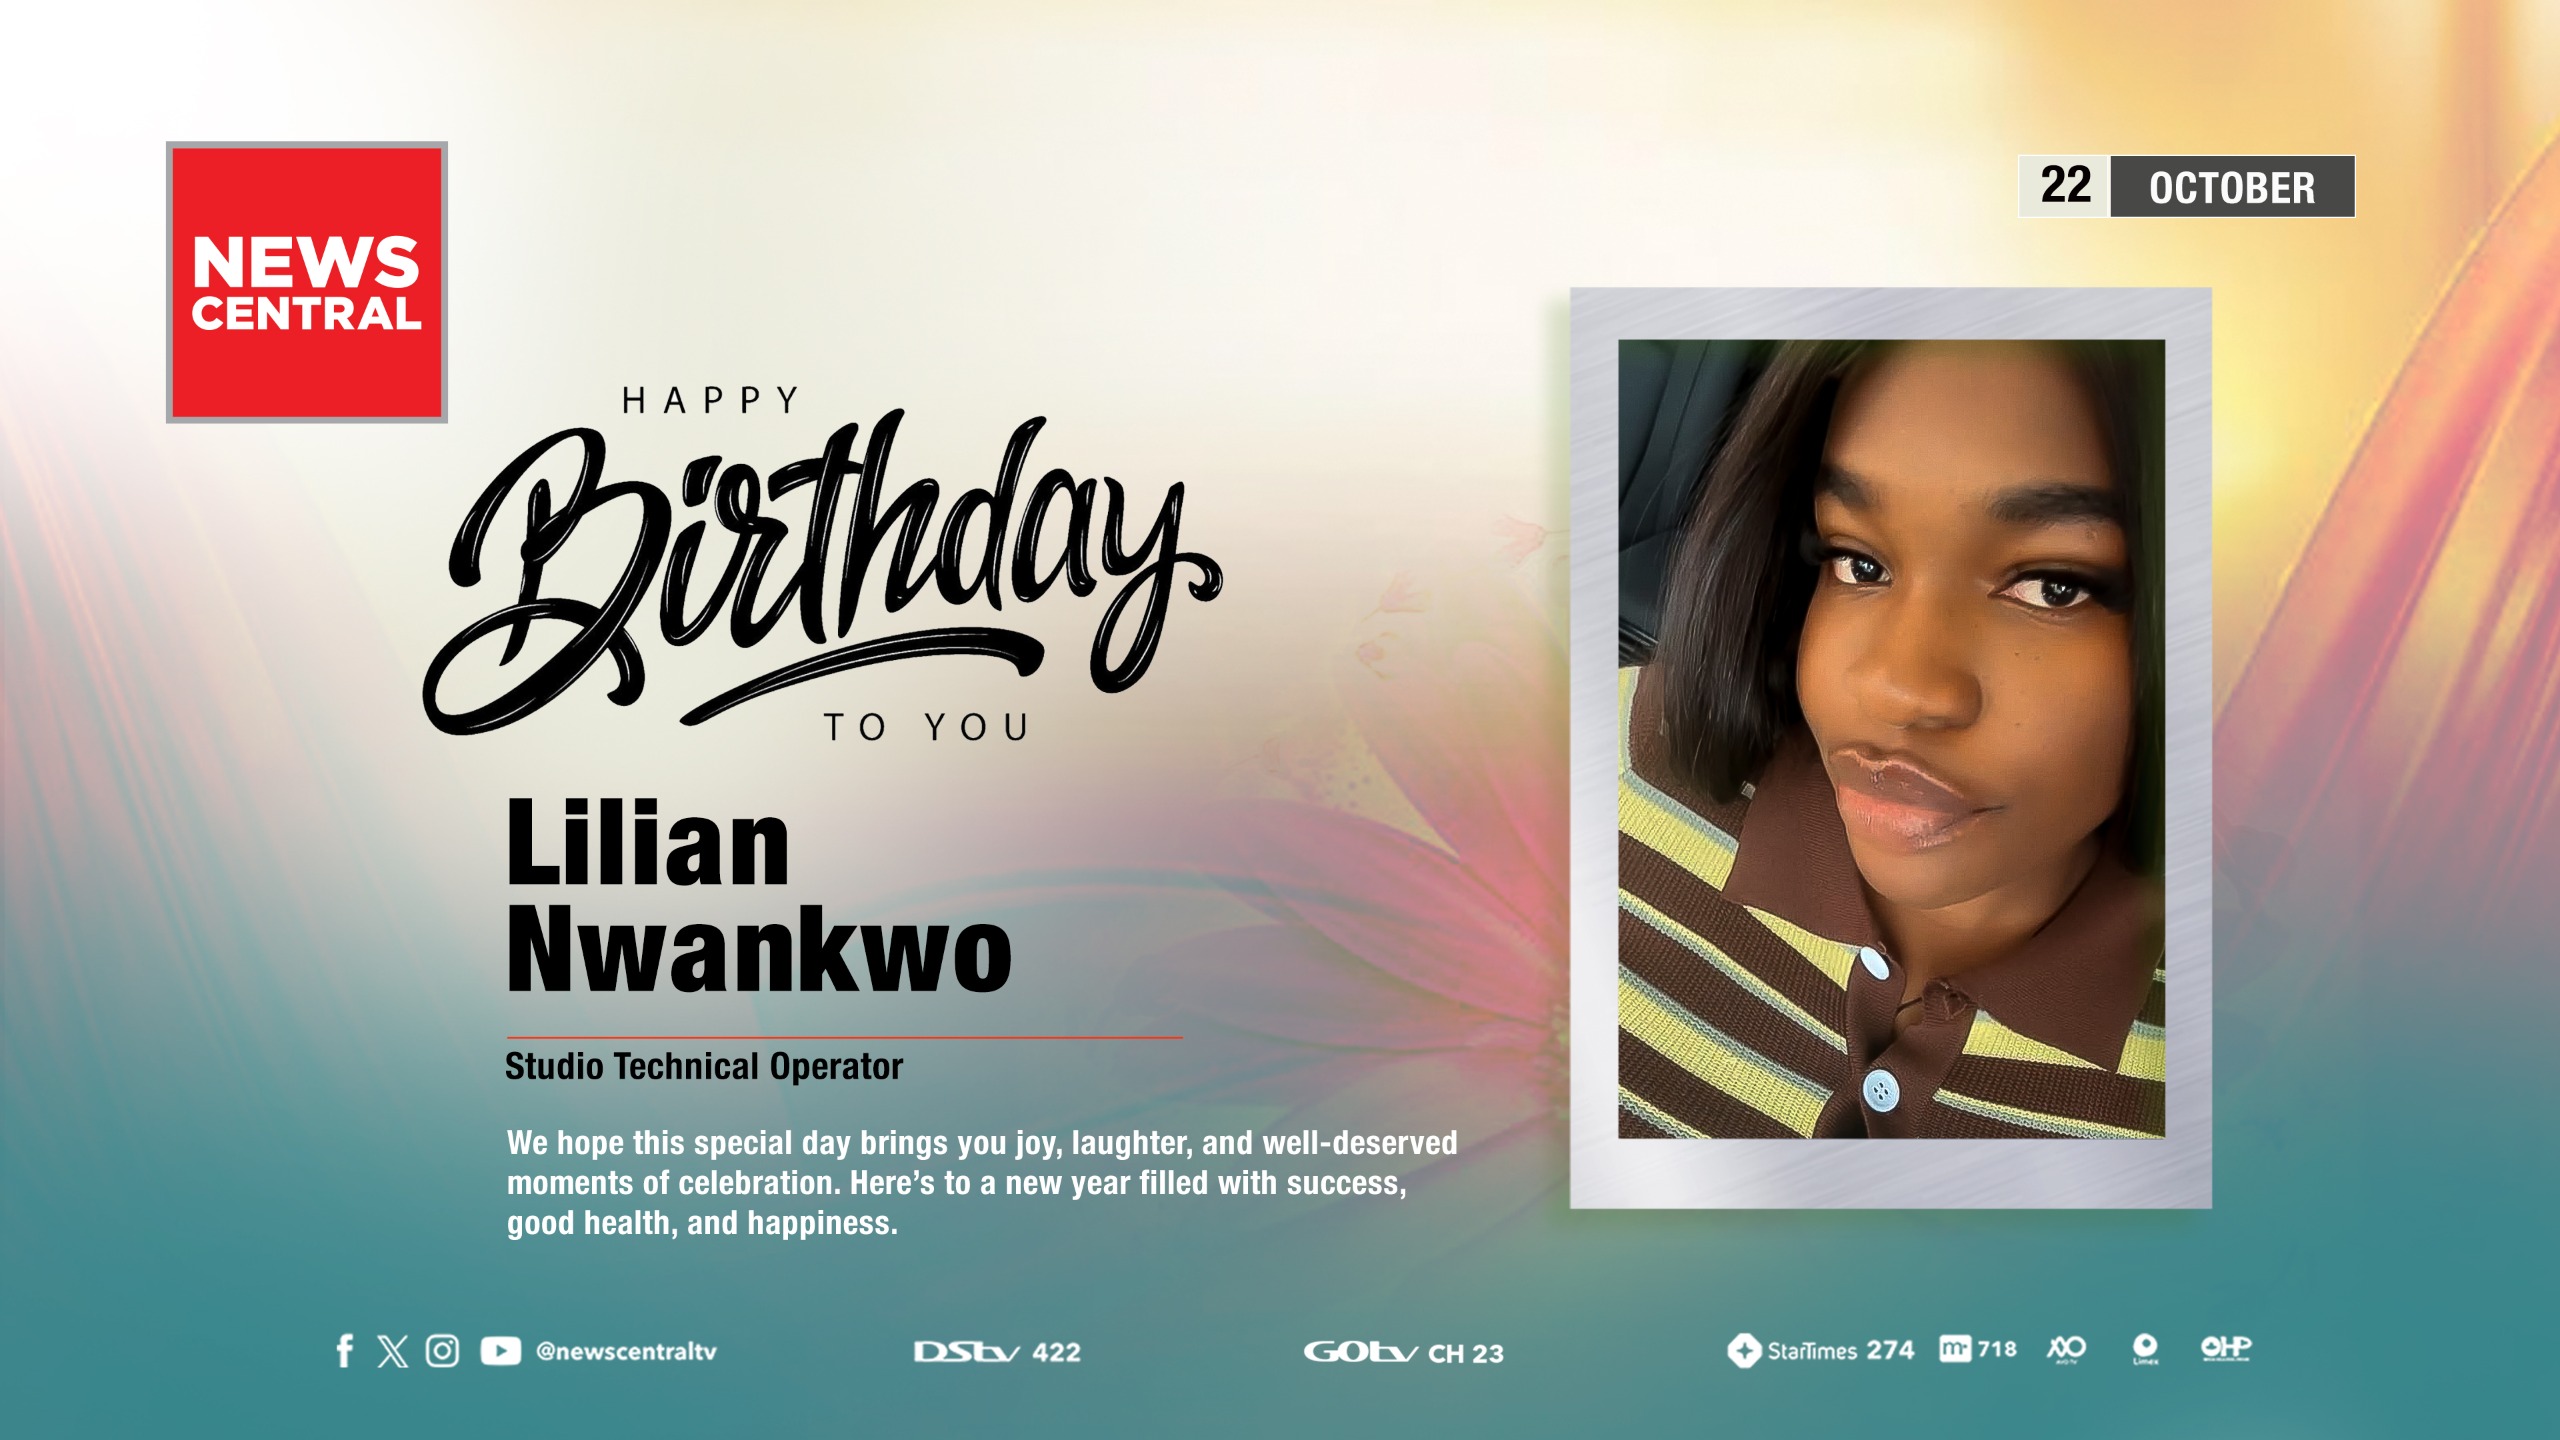 NEWS
CENTRAL
22 OCTOBER
HAPPY
Birthday
TO YOU
Lilian
Nwankwo
Studio Technical Operator
We hope this special day brings you joy, laughter, and well-deserved
moments of celebration. Here’s to a new year filled with success,
good health, and happiness.
@newscentraltv
DStv 422
GOtv CH 23
StarTimes 274
718
Limex
OHP